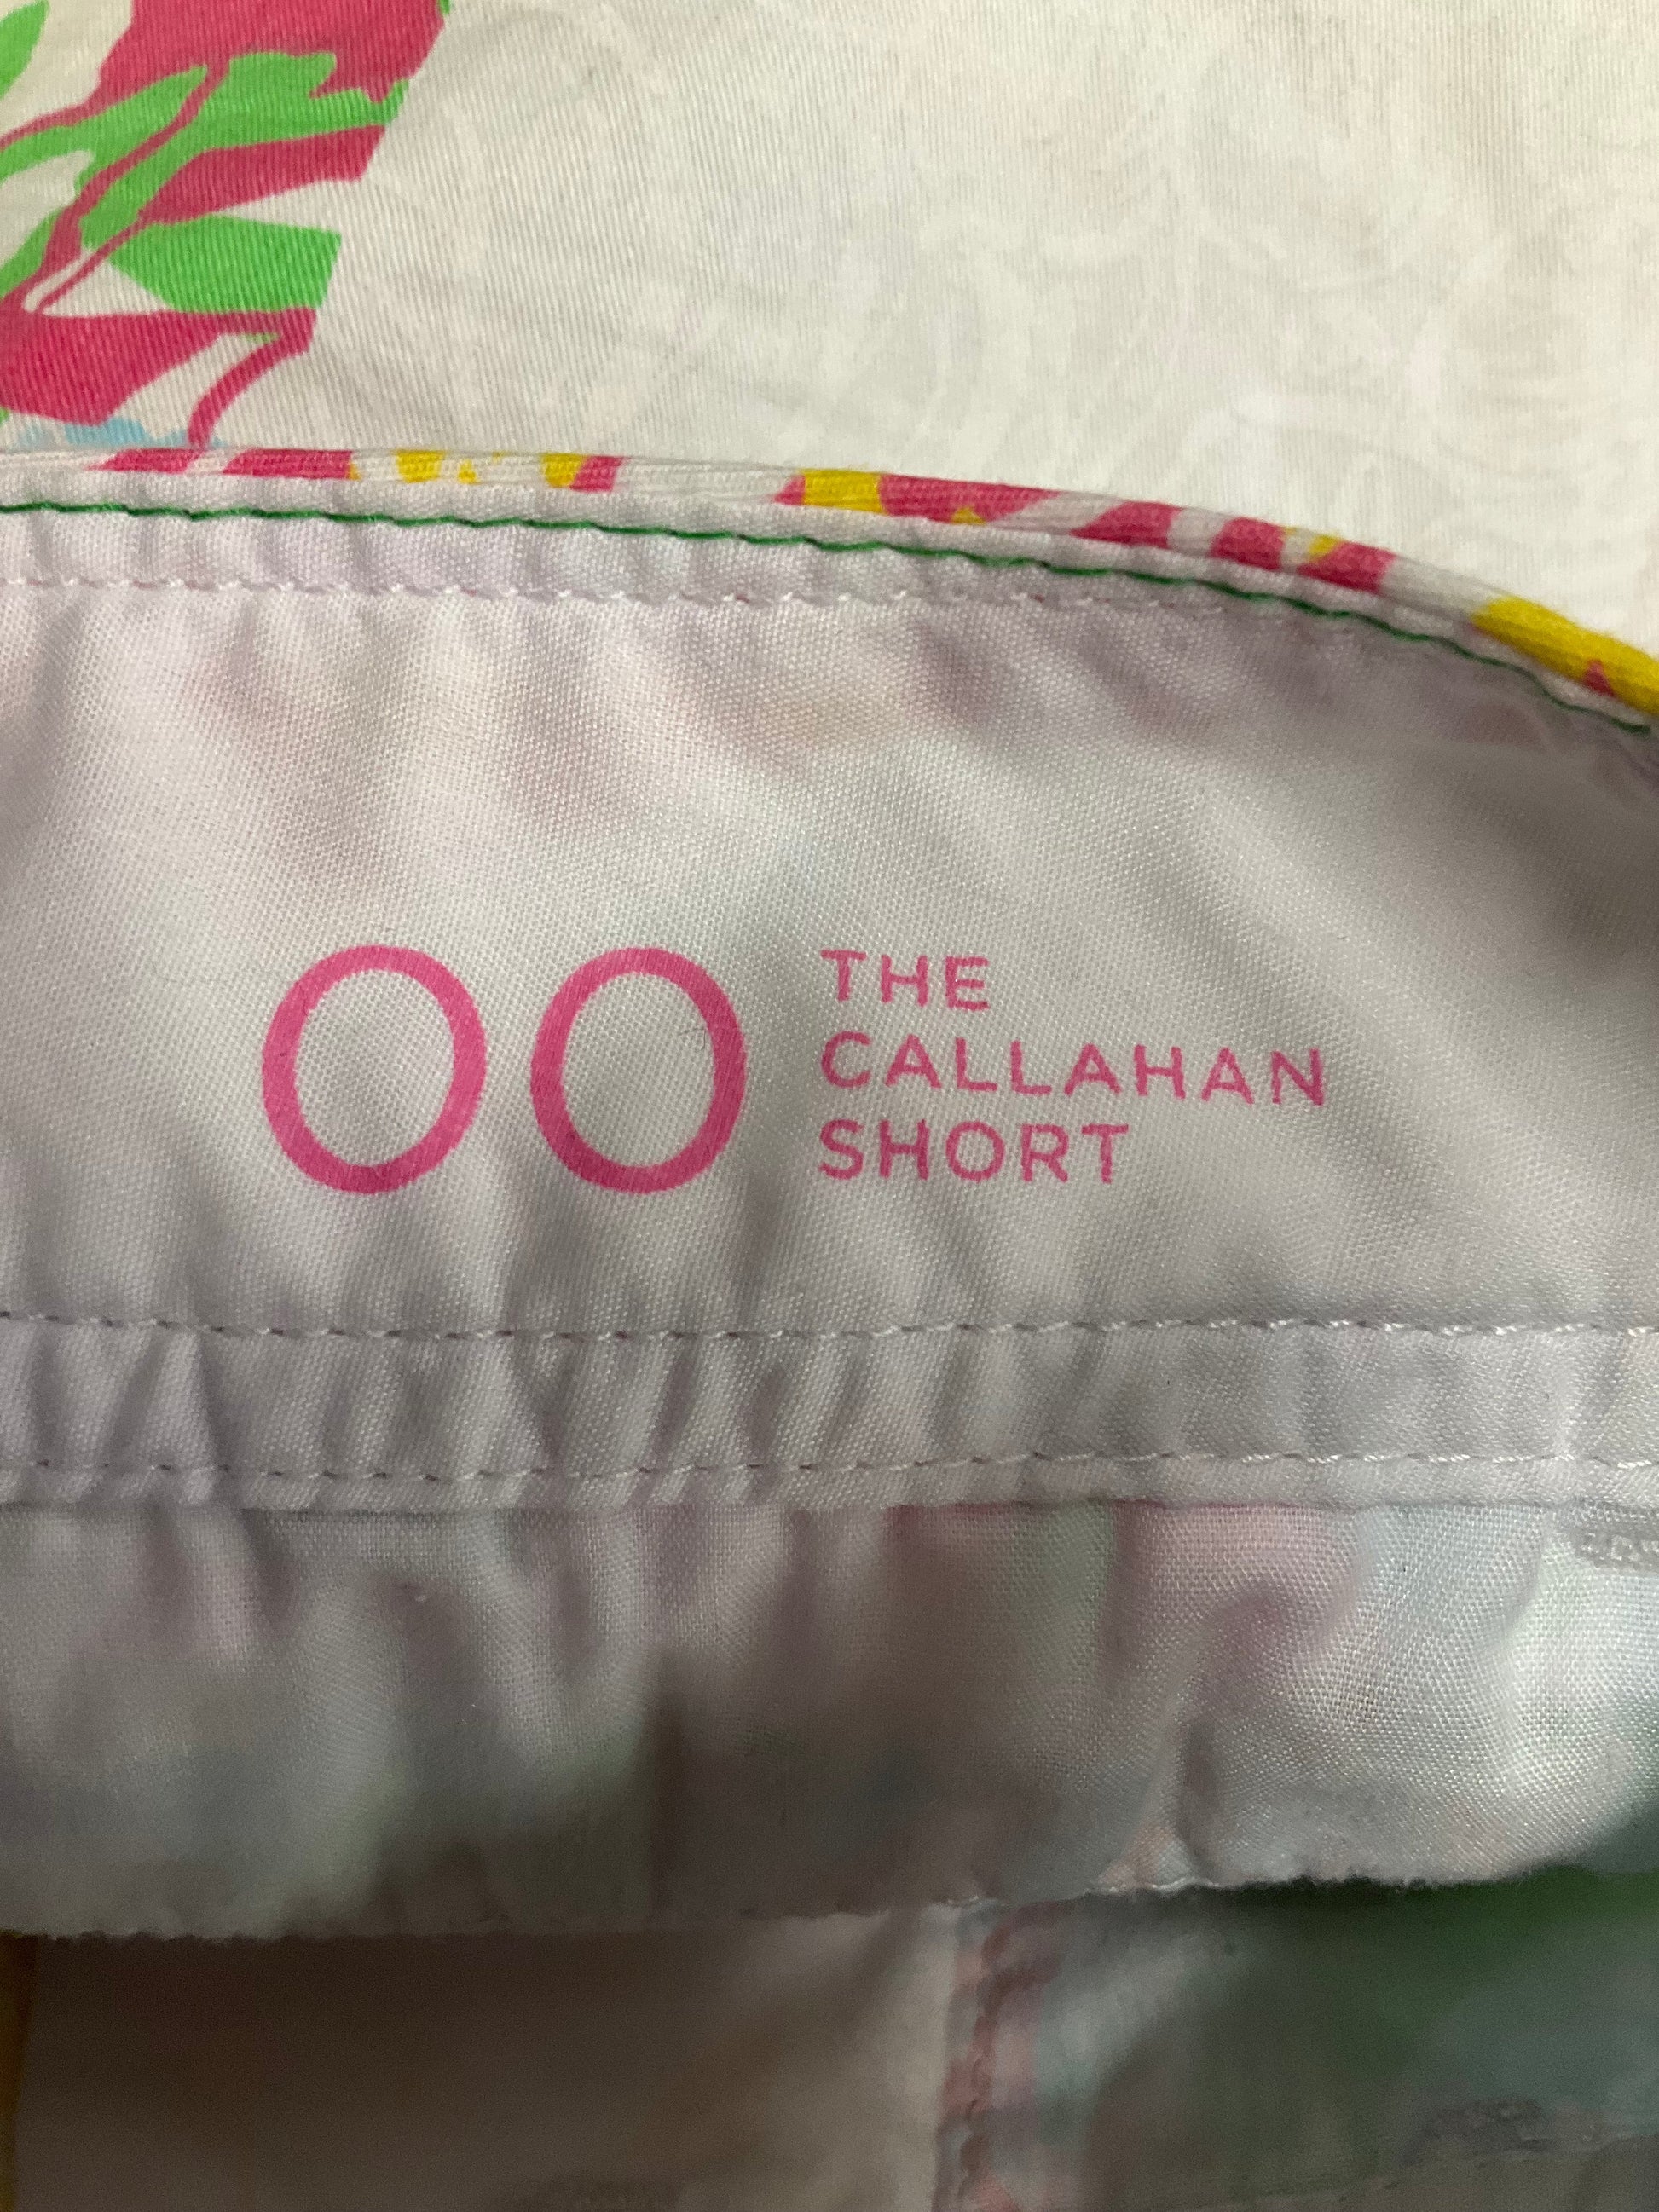 00 THE
CALLAHAN
SHORT